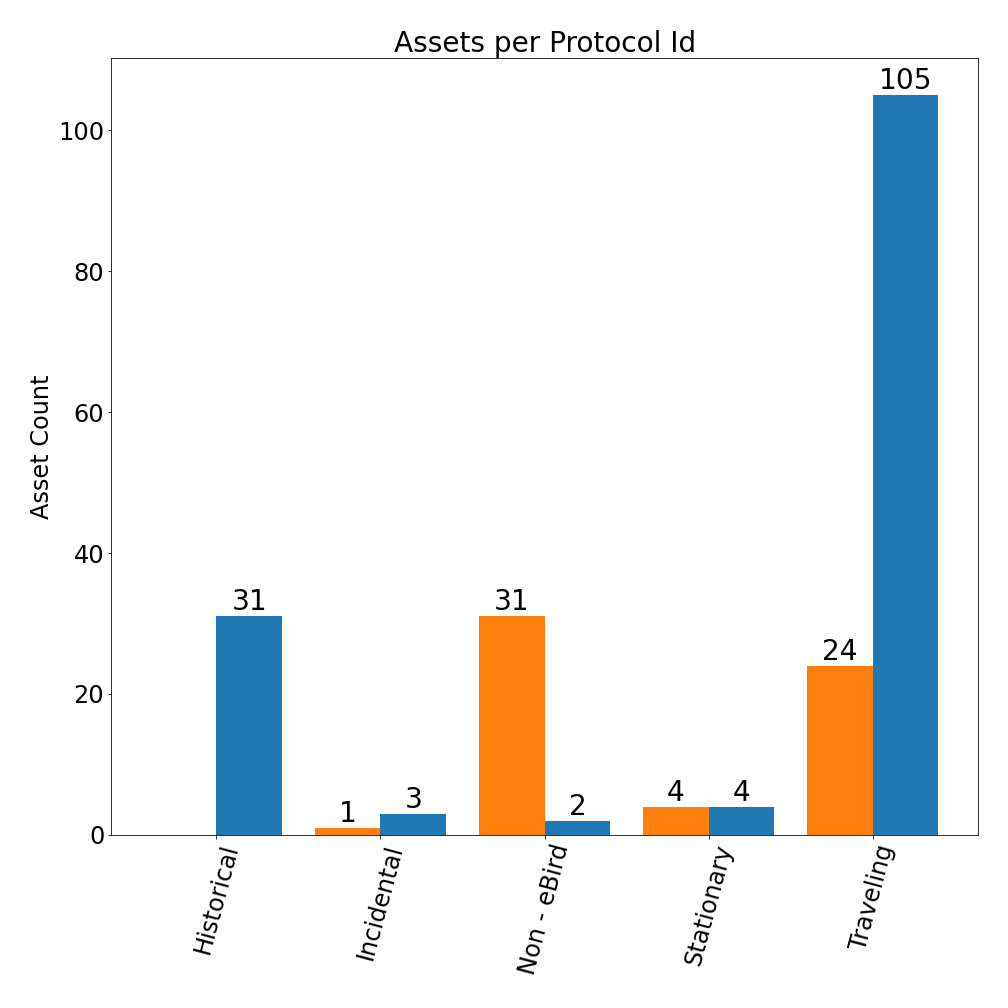 Assets per Protocol Id
Asset Count
100
80
60
40
20
0
31
1
3
31
2
4
4
24
105
Historical
Incidental
Non - eBird
Stationary
Traveling